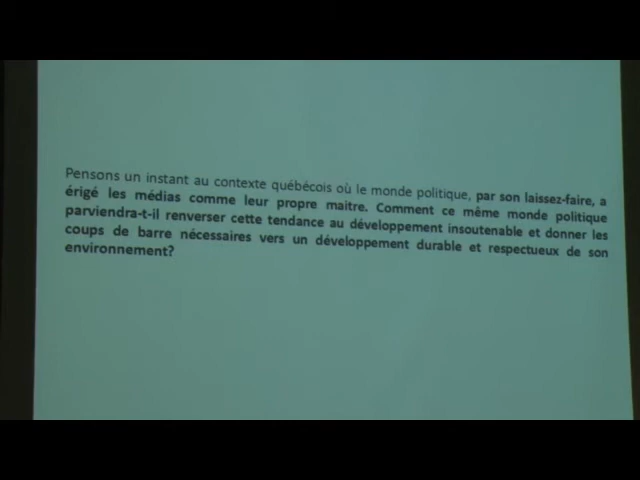 Pensons un instant au contexte québécois où le monde politique, par son laissez-faire, a
érigé les médias comme leur propre maitre. Comment ce même monde politique
parviendra-t-il renverser cette tendance au développement insoutenable et donner les
coups de barre nécessaires vers un développement durable et respectueux de son
environnement?